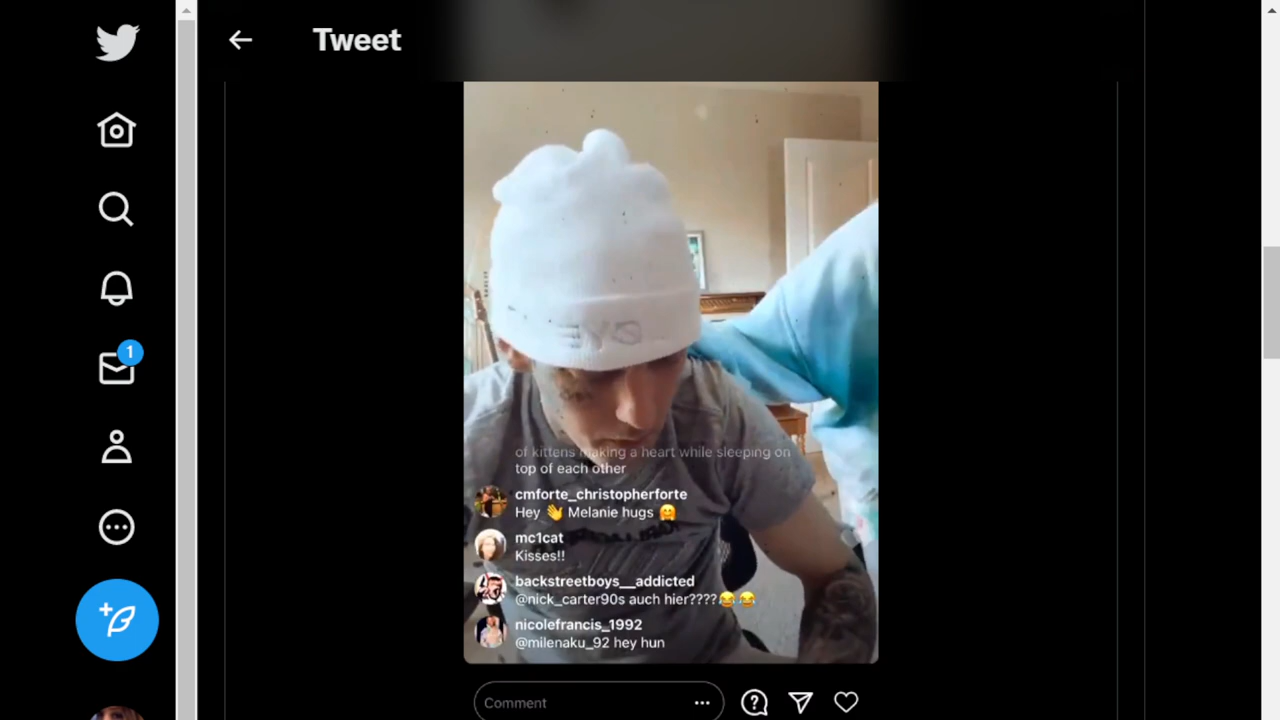 Tweet
1
of kittens making a heart while sleeping on
top of each other
cmforte_christopherforte
Hey 👋 Melanie hugs 🤗
mc1cat
Kisses!!
backstreetboys__addicted
@nick_carter90s auch hier????😂😂
nicolefrancis_1992
@milenaku_92 hey hun
Comment